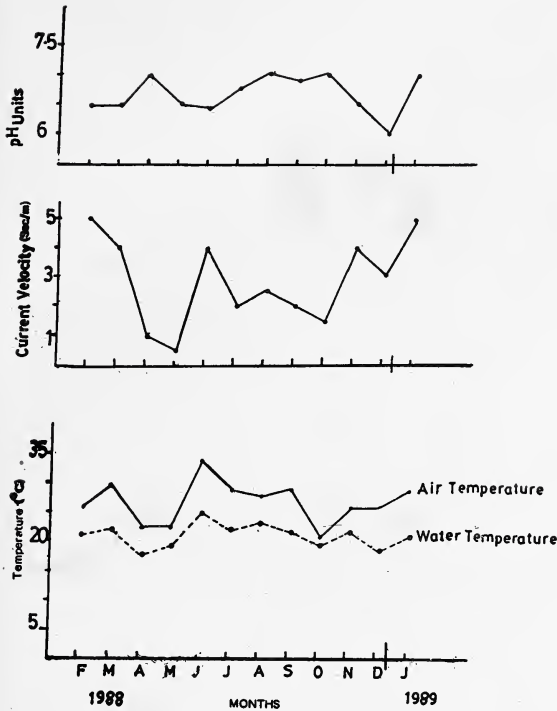 7.5
6
pH Units
5
3
1
Current Velocity (Sec/m)
35
20
5
Temperature (°C)
Air Temperature
Water Temperature
F M A M J J A S O N D J
1988 MONTHS 1989